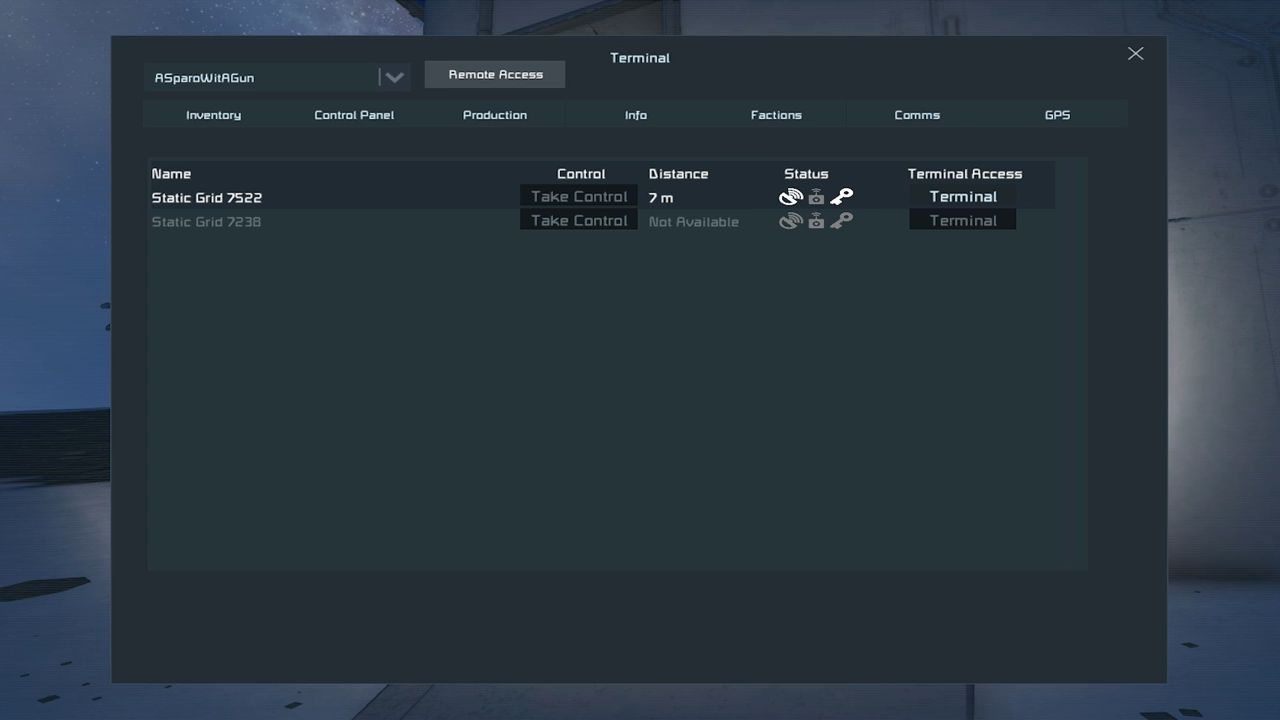 Terminal
ASparoWitAGun
Remote Access
Inventory Control Panel Production Info Factions Comms GPS
Name Control Distance Status Terminal Access
Static Grid 7522 Take Control 7 m Terminal
Static Grid 7238 Take Control Not Available Terminal